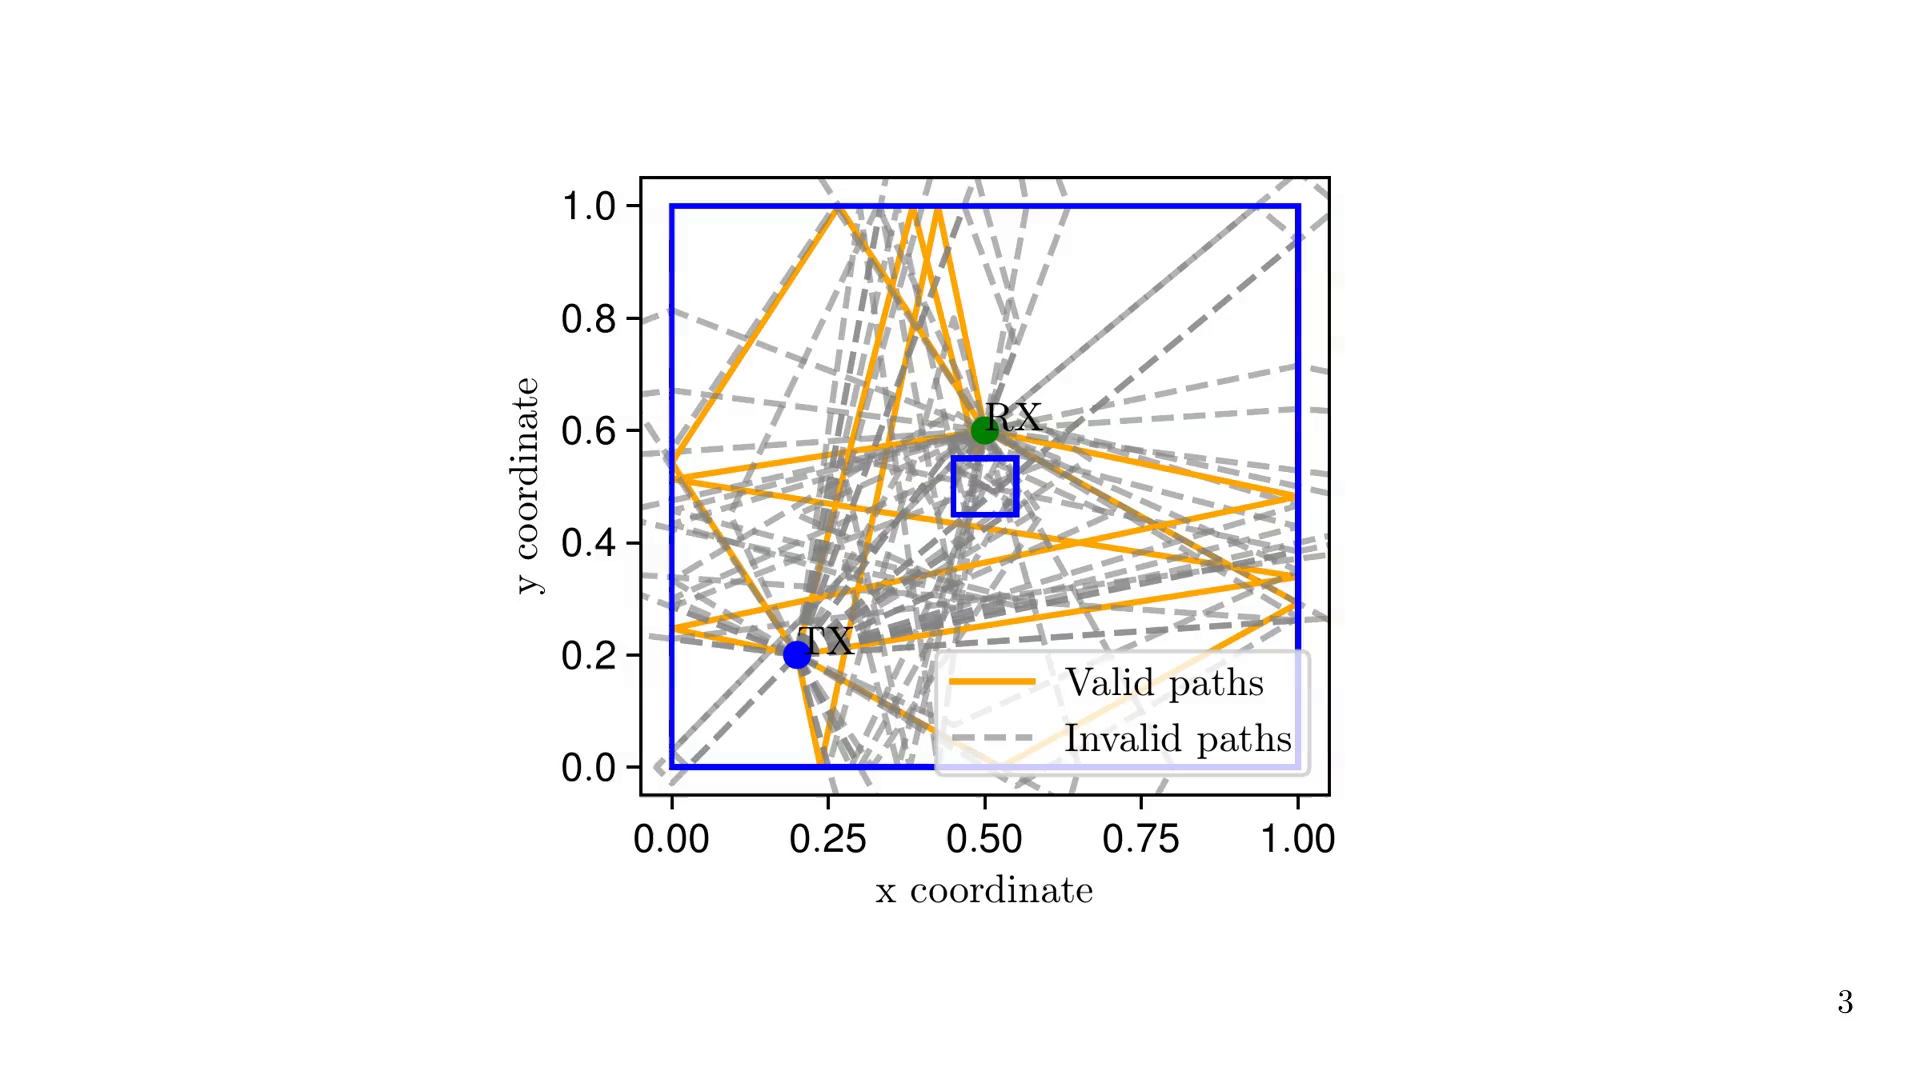 1.0
0.8
0.6
0.4
0.2
0.0
y coordinate
RX
TX
Valid paths
Invalid paths
0.00 0.25 0.50 0.75 1.00
x coordinate
3